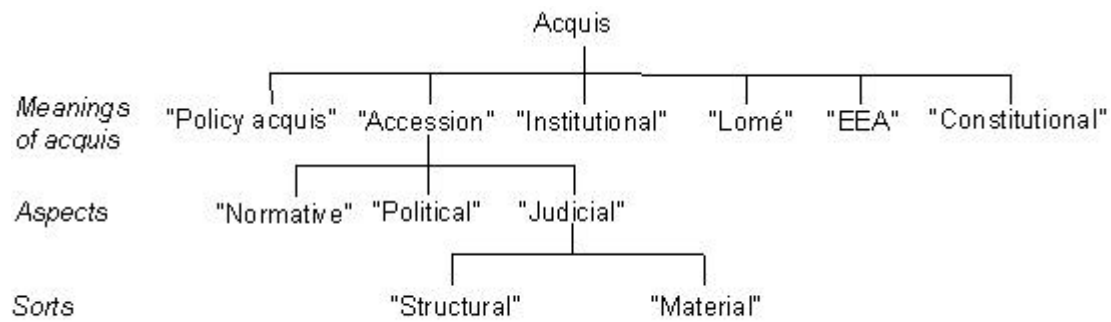 Acquis
Meanings of acquis
"Policy acquis" "Accession" "Institutional" "Lomé" "EEA" "Constitutional"
Aspects "Normative" "Political" "Judicial"
Sorts "Structural" "Material"